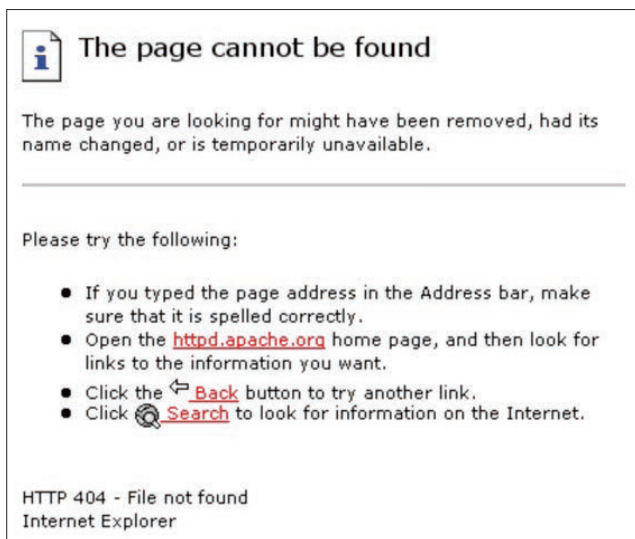 The page cannot be found
The page you are looking for might have been removed, had its
name changed, or is temporarily unavailable.
Please try the following:
If you typed the page address in the Address bar, make
sure that it is spelled correctly.
Open the httpd.apache.org home page, and then look for
links to the information you want.
Click the Back button to try another link.
Click Search to look for information on the Internet.
HTTP 404 - File not found
Internet Explorer